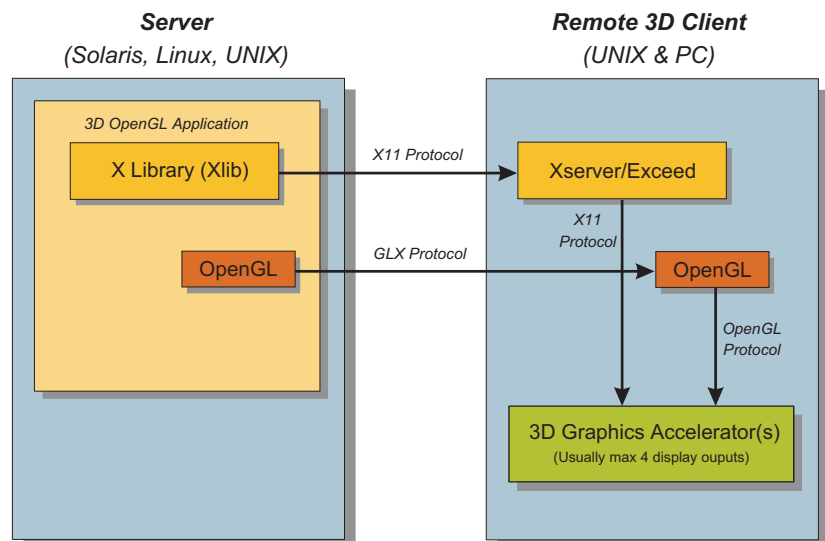 Server
(Solaris, Linux, UNIX)
Remote 3D Client
(UNIX & PC)
3D OpenGL Application
X Library (Xlib)
X11 Protocol
Xserver/Exceed
X11
Protocol
OpenGL
GLX Protocol
OpenGL
OpenGL
Protocol
3D Graphics Accelerator(s)
(Usually max 4 display ouputs)